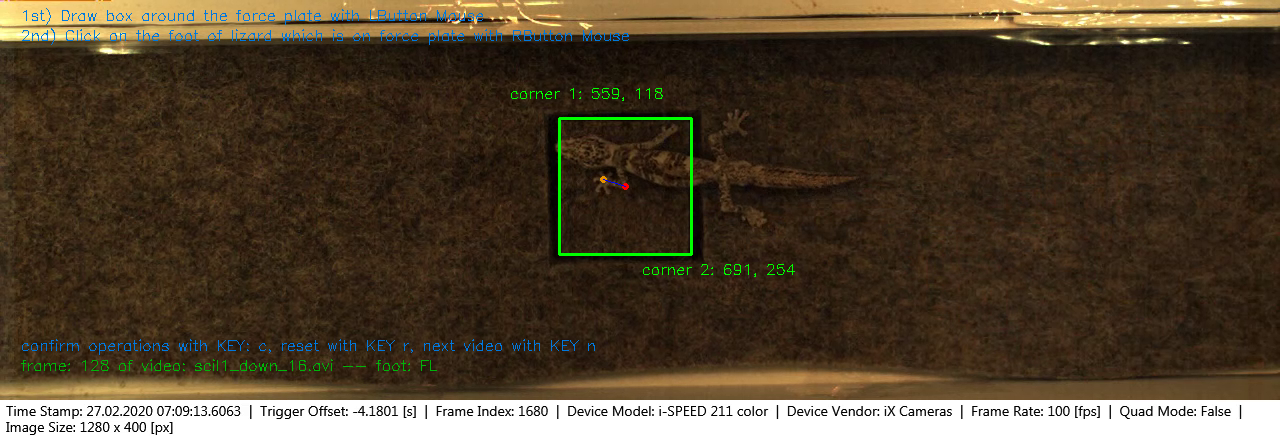 1st) Draw box around the force plate with LButton Mouse
2nd) Click on the foot of lizard which is on force plate with RButton Mouse
corner 1: 559, 118
corner 2: 691, 254
confirm operations with KEY: c, reset with KEY r, next video with KEY n
frame: 128 of video: scil1_down_16.avi -- foot: FL
Time Stamp: 27.02.2020 07:09:13.6063 | Trigger Offset: -4.1801 [s] | Frame Index: 1680 | Device Model: i-SPEED 211 color | Device Vendor: iX Cameras | Frame Rate: 100 [fps] | Quad Mode: False |
Image Size: 1280 x 400 [px]